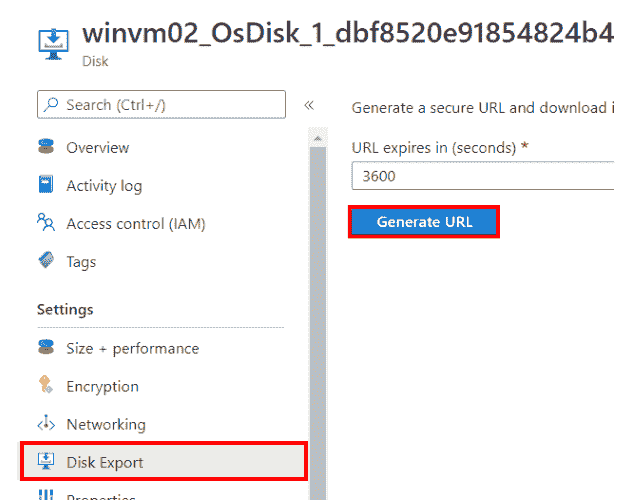 winvm02_OsDisk_1_dbf8520e91854824b4
Disk
Search (Ctrl+/)
«
Overview
Activity log
Access control (IAM)
Tags
Settings
Size + performance
Encryption
Networking
Disk Export
Properties
Generate a secure URL and download i
URL expires in (seconds) *
3600
Generate URL